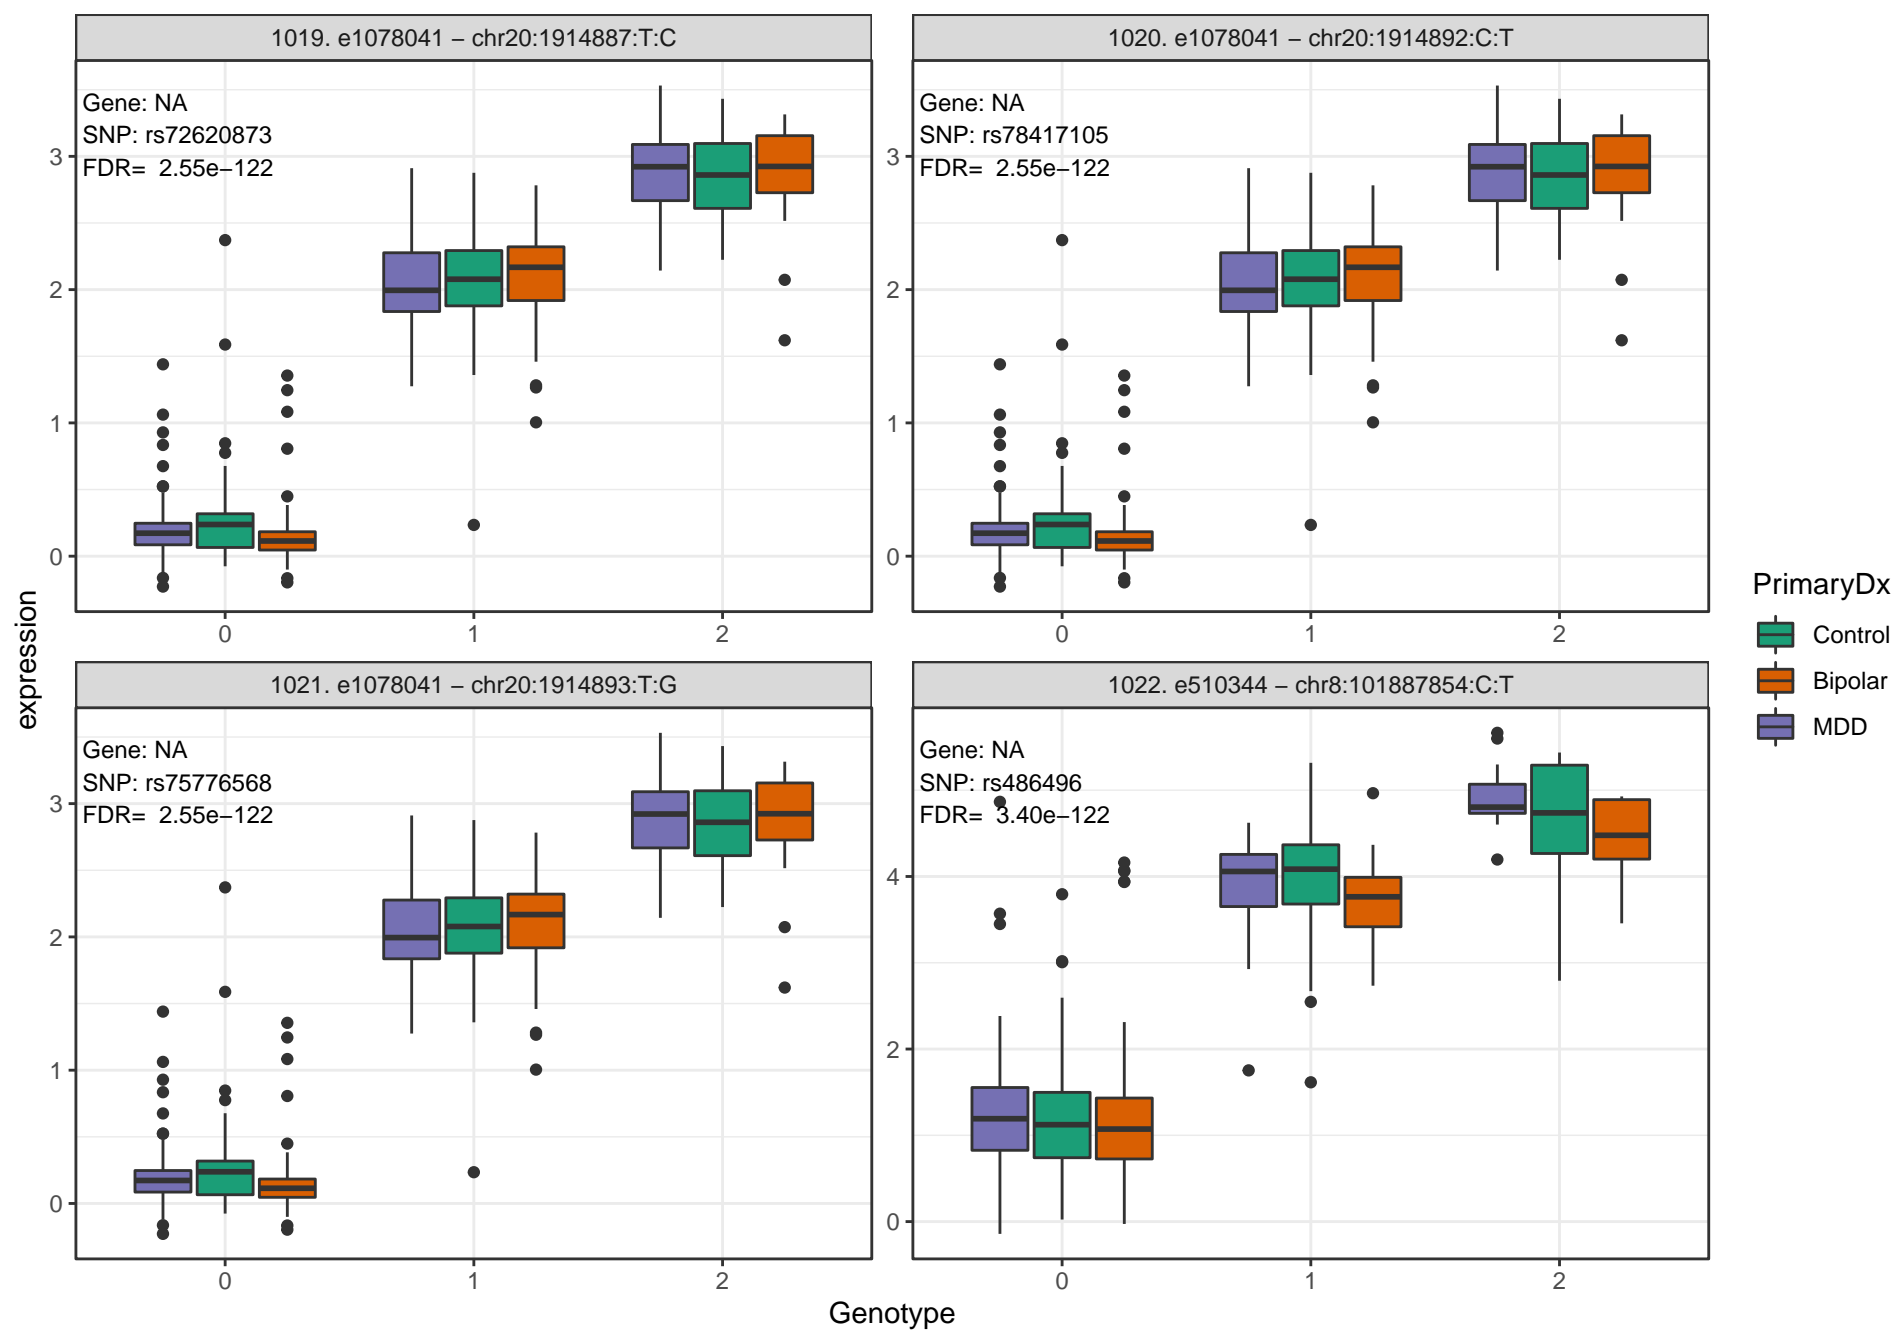 1019. e1078041 − chr20:1914887:T:C
Gene: NA
SNP: rs72620873
FDR= 2.55e−122
3
2
1
0
0 1 2
1020. e1078041 − chr20:1914892:C:T
Gene: NA
SNP: rs78417105
FDR= 2.55e−122
3
2
1
0
0 1 2
1021. e1078041 − chr20:1914893:T:G
Gene: NA
SNP: rs75776568
FDR= 2.55e−122
3
2
1
0
0 1 2
1022. e510344 − chr8:101887854:C:T
Gene: NA
SNP: rs486496
FDR= 3.40e−122
4
2
0
0 1 2
expression
Genotype
PrimaryDx
Control
Bipolar
MDD